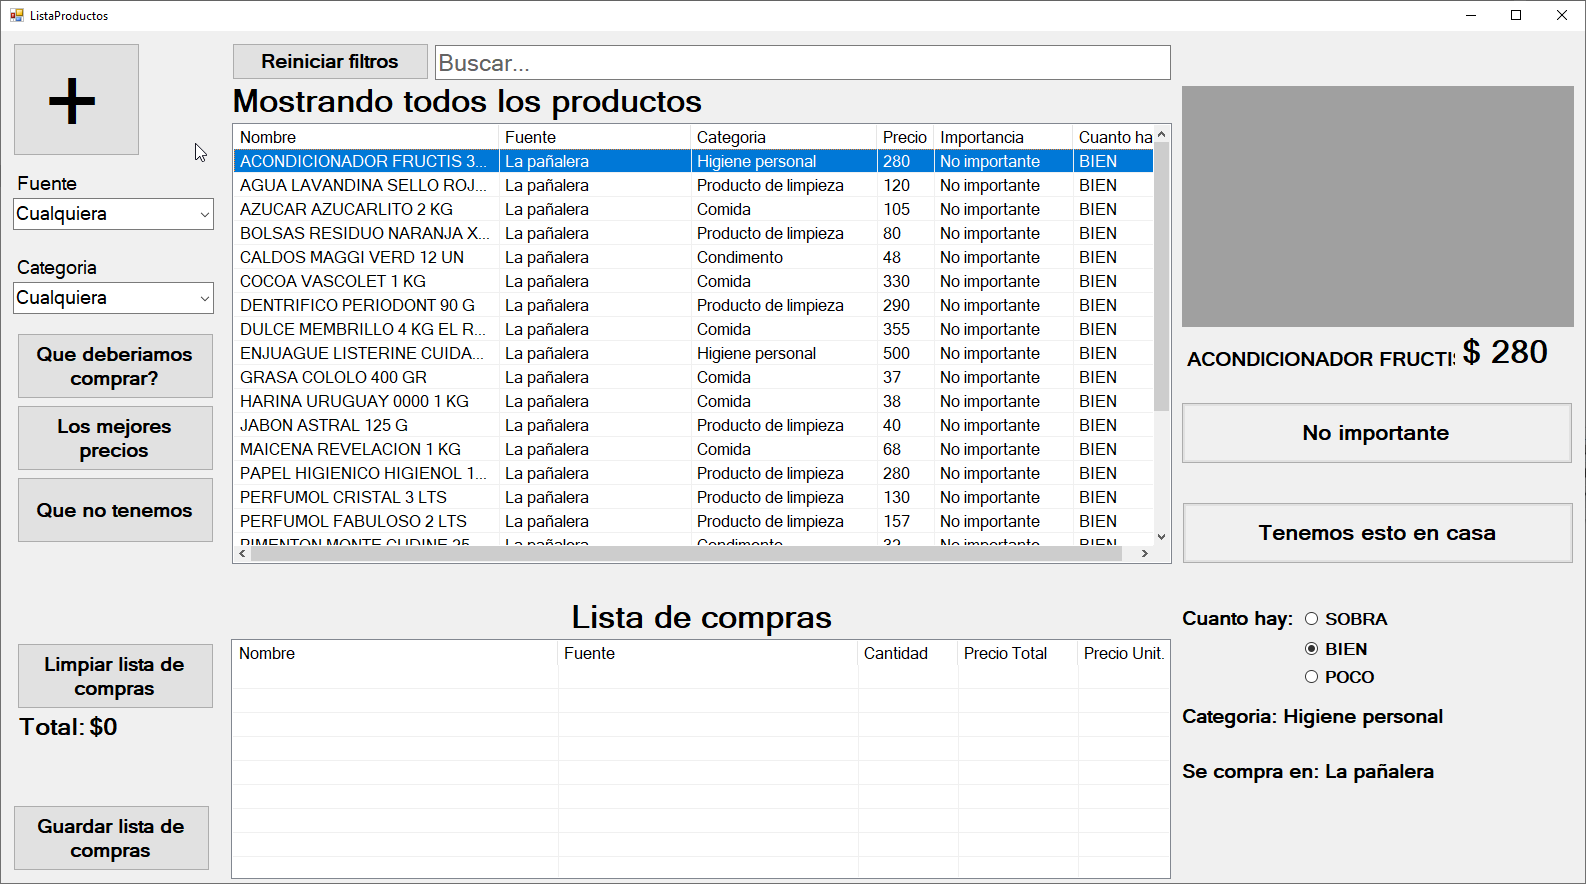 ListaProductos
+
Reiniciar filtros
Buscar...
Mostrando todos los productos
Fuente
Cualquiera
Categoria
Cualquiera
Que deberiamos
comprar?
Los mejores
precios
Que no tenemos
Nombre Fuente Categoria Precio Importancia Cuanto ha
ACONDICIONADOR FRUCTIS 3... La pañalera Higiene personal 280 No importante BIEN
AGUA LAVANDINA SELLO ROJ... La pañalera Producto de limpieza 120 No importante BIEN
AZUCAR AZUCARLITO 2 KG La pañalera Comida 105 No importante BIEN
BOLSAS RESIDUO NARANJA X... La pañalera Producto de limpieza 80 No importante BIEN
CALDOS MAGGI VERD 12 UN La pañalera Condimento 48 No importante BIEN
COCOA VASCOLET 1 KG La pañalera Comida 330 No importante BIEN
DENTRIFICO PERIODONT 90 G La pañalera Producto de limpieza 290 No importante BIEN
DULCE MEMBRILLO 4 KG EL R... La pañalera Comida 355 No importante BIEN
ENJUAGUE LISTERINE CUIDA... La pañalera Higiene personal 500 No importante BIEN
GRASA COLOLO 400 GR La pañalera Comida 37 No importante BIEN
HARINA URUGUAY 0000 1 KG La pañalera Comida 38 No importante BIEN
JABON ASTRAL 125 G La pañalera Producto de limpieza 40 No importante BIEN
MAICENA REVELACION 1 KG La pañalera Comida 68 No importante BIEN
PAPEL HIGIENICO HIGIENOL 1... La pañalera Producto de limpieza 280 No importante BIEN
PERFUMOL CRISTAL 3 LTS La pañalera Producto de limpieza 130 No importante BIEN
PERFUMOL FABULOSO 2 LTS La pañalera Producto de limpieza 157 No importante BIEN
PIMENTON MONTE CUDINE 25 La pañalera Condimento 32 No importante BIEN
ACONDICIONADOR FRUCTIS $ 280
No importante
Tenemos esto en casa
Cuanto hay: SOBRA
BIEN
POCO
Categoria: Higiene personal
Se compra en: La pañalera
Lista de compras
Nombre Fuente Cantidad Precio Total Precio Unit.
Limpiar lista de
compras
Total: $0
Guardar lista de
compras